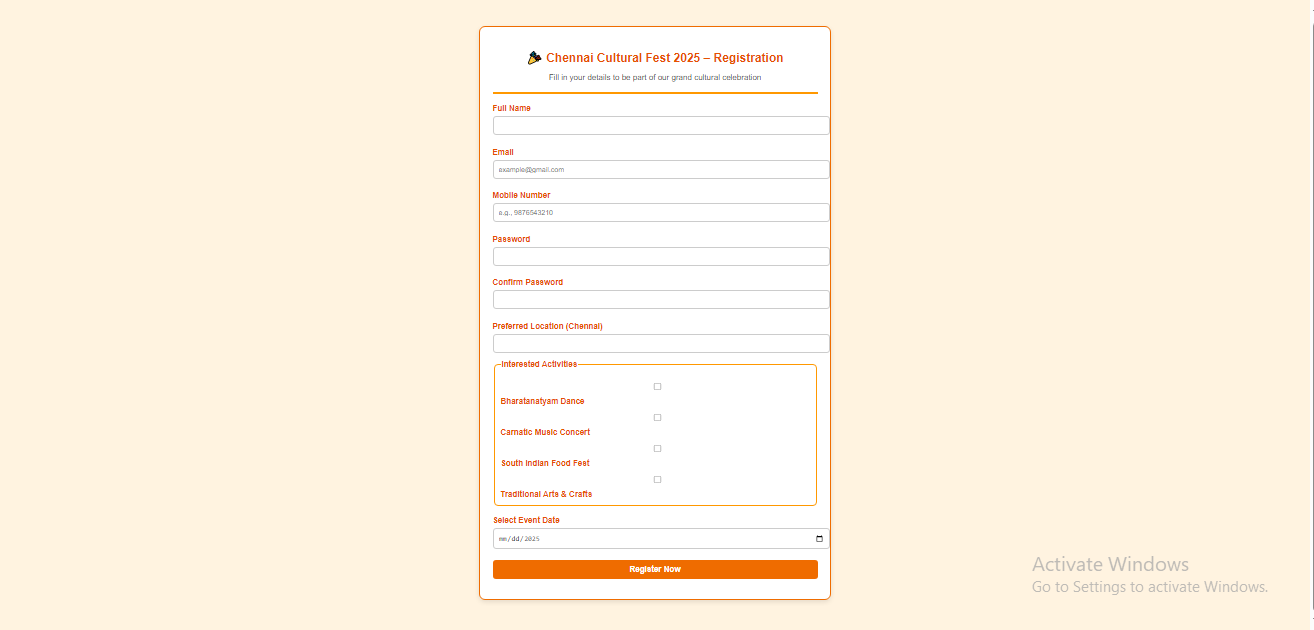 Chennai Cultural Fest 2025 – Registration
Fill in your details to be part of our grand cultural celebration
Full Name
Email
example@gmail.com
Mobile Number
e.g., 9876543210
Password
Confirm Password
Preferred Location (Chennai)
Interested Activities
Bharatanatyam Dance
Carnatic Music Concert
South Indian Food Fest
Traditional Arts & Crafts
Select Event Date
mm/dd/2025
Register Now
Activate Windows
Go to Settings to activate Windows.